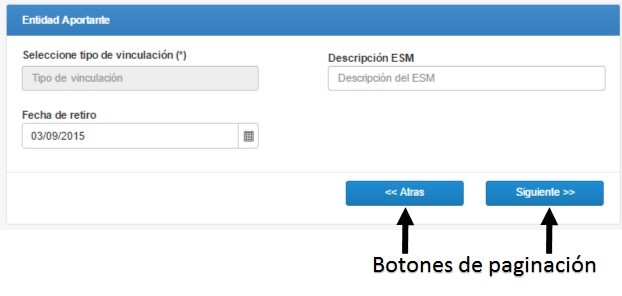 Entidad Aportante
Seleccione tipo de vinculación (*)
Descripción ESM
Tipo de vinculación
Descripción del ESM
Fecha de retiro
03/09/2015
<< Atras
Siguiente >>
Botones de paginación